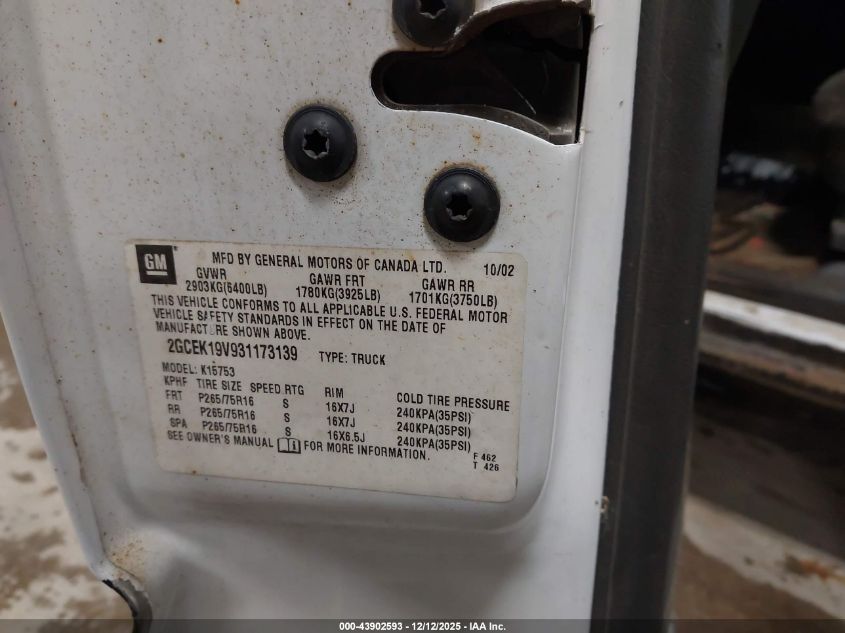 GM
MFD BY GENERAL MOTORS OF CANADA LTD. 10/02
GVWR GAWR FRT GAWR RR
2903KG(6400LB) 1780KG(3925LB) 1701KG(3750LB)
THIS VEHICLE CONFORMS TO ALL APPLICABLE U.S. FEDERAL MOTOR
VEHICLE SAFETY STANDARDS IN EFFECT ON THE DATE OF
MANUFACTURE SHOWN ABOVE.
2GCEK19V931173139 TYPE: TRUCK
MODEL: K15753
KPHF TIRE SIZE SPEED RTG RIM COLD TIRE PRESSURE
FRT P265/75R16 S 16X7J 240KPA(35PSI)
RR P265/75R16 S 16X7J 240KPA(35PSI)
SPA P265/75R16 S 16X6.5J 240KPA(35PSI)
SEE OWNER'S MANUAL FOR MORE INFORMATION.
F 462
T 426
000-43902593 - 12/12/2025 - IAA Inc.